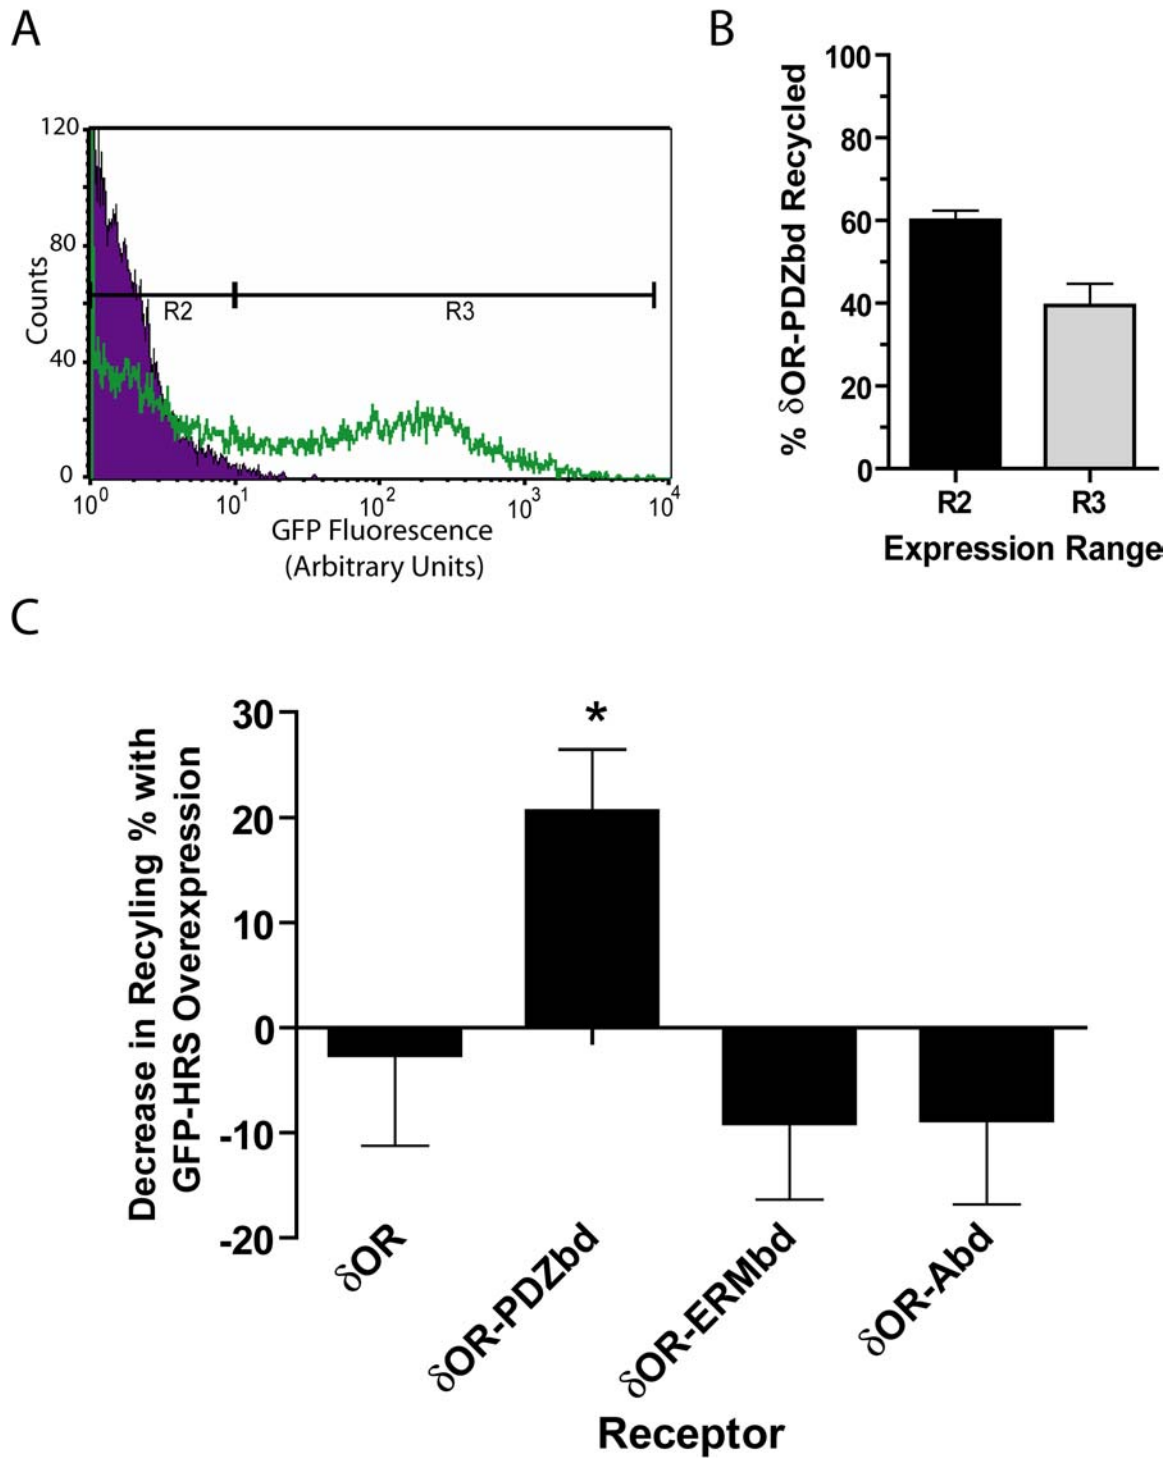 A
120
80
40
0
Counts
R2
R3
10^0
10^1
10^2
10^3
10^4
GFP Fluorescence
(Arbitrary Units)
B
% δOR-PDZbd Recycled
100
80
60
40
20
0
R2
R3
Expression Range
C
Decrease in Recyling % with
GFP-HRS Overexpression
30
20
10
0
-10
-20
*
δOR
δOR-PDZbd
δOR-ERMbd
δOR-Abd
Receptor